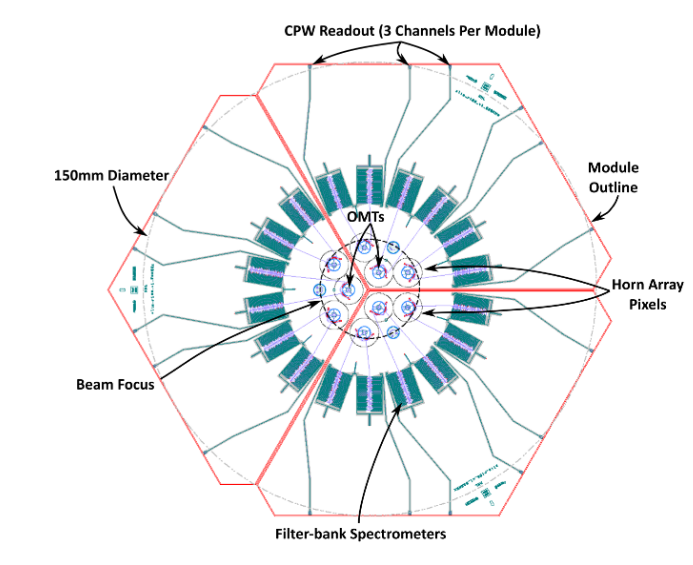 CPW Readout (3 Channels Per Module)
150mm Diameter
Module
Outline
OMTs
Horn Array
Pixels
Beam Focus
Filter-bank Spectrometers